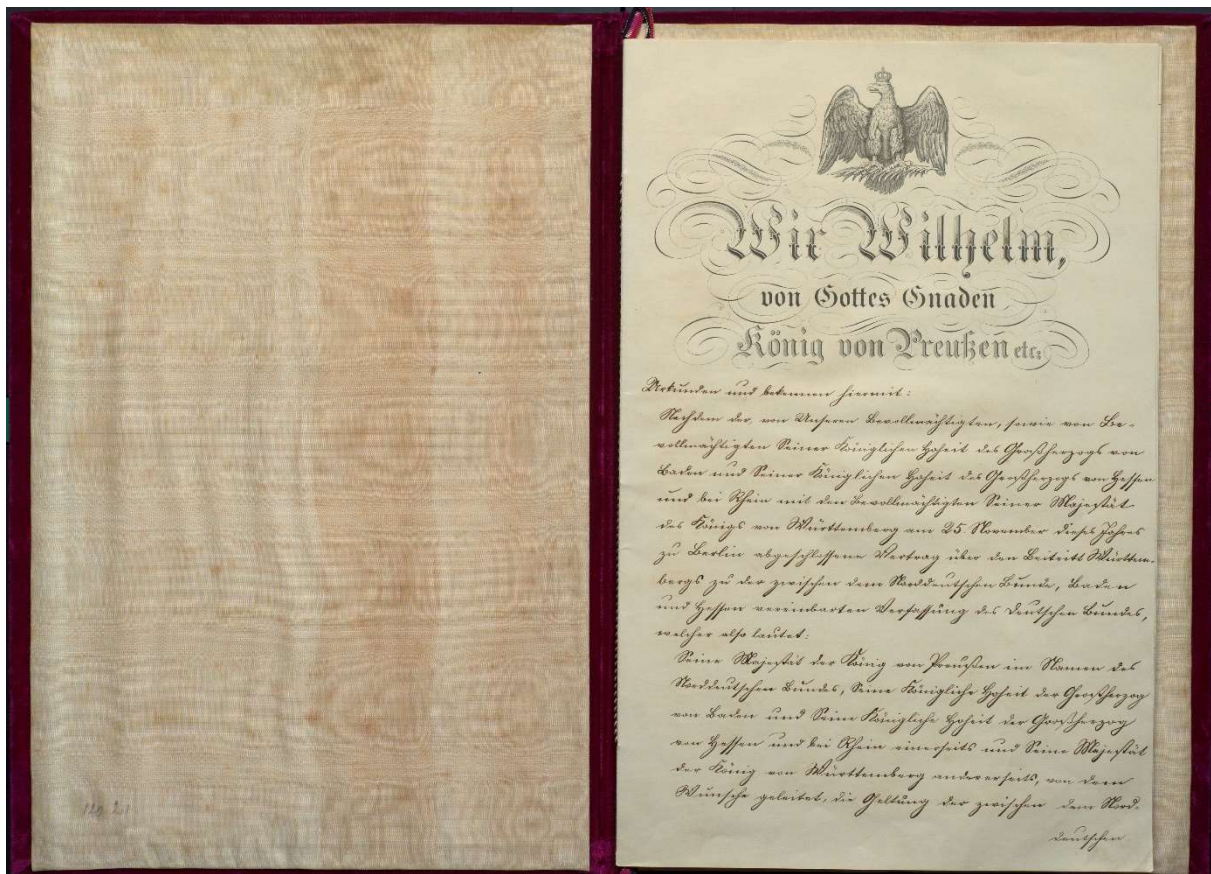 Wir Wilhelm,
von Gottes Gnaden
König von Preußen etc:
Urkunden und bekennen hiermit:
Nachdem der, von Unseren Bevollmächtigten, sowie von Be-
vollmächtigten Seiner Königlichen Hoheit des Großherzogs von
Baden und Seiner Königlichen Hoheit des Großherzogs von Hessen
und bei Rhein mit den Bevollmächtigten Seiner Majestät
des Königs von Württemberg am 25. November dieses Jahres
zu Berlin abgeschlossene Vertrag über den Beitritt Württem-
bergs zu der zwischen dem Norddeutschen Bunde, Baden
und Hessen vereinbarten Verfassung des Deutschen Bundes,
welcher also lautet:
Seine Majestät der König von Preußen im Namen des
Norddeutschen Bundes, Seine Königliche Hoheit der Großherzog
von Baden und Seine Königliche Hoheit der Großherzog
von Hessen und bei Rhein einerseits und Seine Majestät
der König von Württemberg andererseits, von dem
Wunsche geleitet, die Geltung der zwischen dem Nord-
deutschen